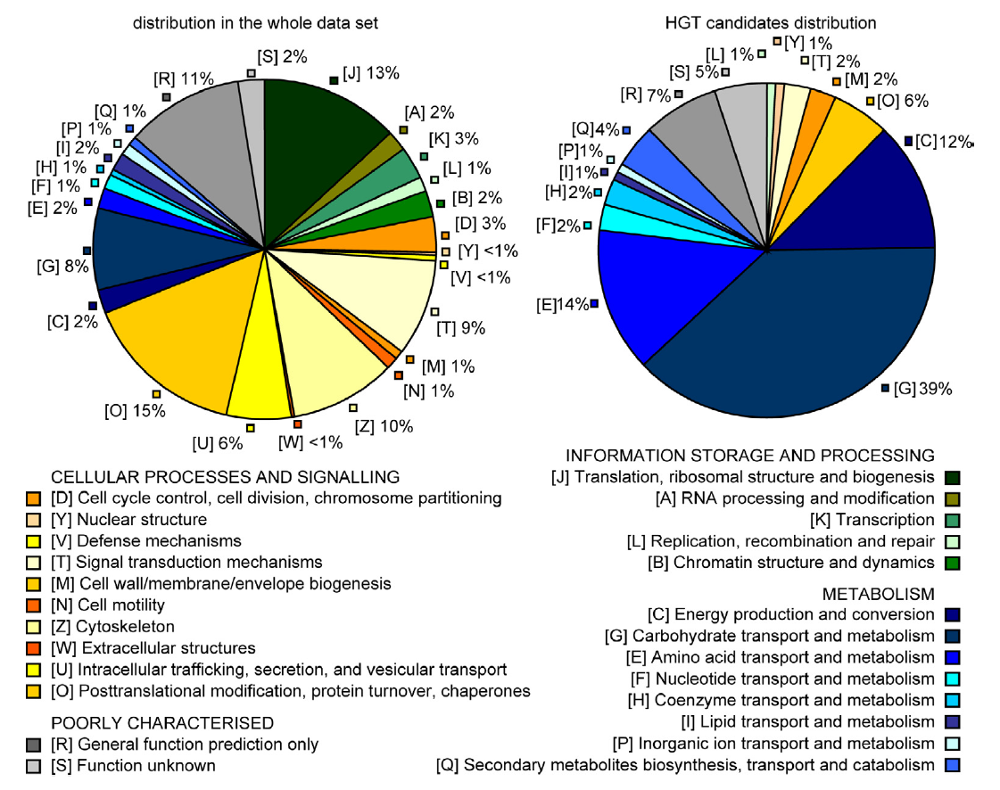 distribution in the whole data set
[S] 2%
[J] 13%
[R] 11%
[A] 2%
[Q] 1%
[K] 3%
[P] 1%
[I] 2%
[L] 1%
[H] 1%
[F] 1%
[B] 2%
[E] 2%
[D] 3%
[Y] <1%
[G] 8%
[V] <1%
[C] 2%
[T] 9%
[M] 1%
[N] 1%
[O] 15%
[Z] 10%
[U] 6%
[W] <1%
HGT candidates distribution
[Y] 1%
[L] 1%
[T] 2%
[S] 5%
[M] 2%
[R] 7%
[O] 6%
[Q]4%
[C]12%
[P]1%
[I]1%
[H]2%
[F]2%
[E]14%
[G]39%
CELLULAR PROCESSES AND SIGNALLING
[D] Cell cycle control, cell division, chromosome partitioning
[Y] Nuclear structure
[V] Defense mechanisms
[T] Signal transduction mechanisms
[M] Cell wall/membrane/envelope biogenesis
[N] Cell motility
[Z] Cytoskeleton
[W] Extracellular structures
[U] Intracellular trafficking, secretion, and vesicular transport
[O] Posttranslational modification, protein turnover, chaperones
POORLY CHARACTERISED
[R] General function prediction only
[S] Function unknown
INFORMATION STORAGE AND PROCESSING
[J] Translation, ribosomal structure and biogenesis
[A] RNA processing and modification
[K] Transcription
[L] Replication, recombination and repair
[B] Chromatin structure and dynamics
METABOLISM
[C] Energy production and conversion
[G] Carbohydrate transport and metabolism
[E] Amino acid transport and metabolism
[F] Nucleotide transport and metabolism
[H] Coenzyme transport and metabolism
[I] Lipid transport and metabolism
[P] Inorganic ion transport and metabolism
[Q] Secondary metabolites biosynthesis, transport and catabolism